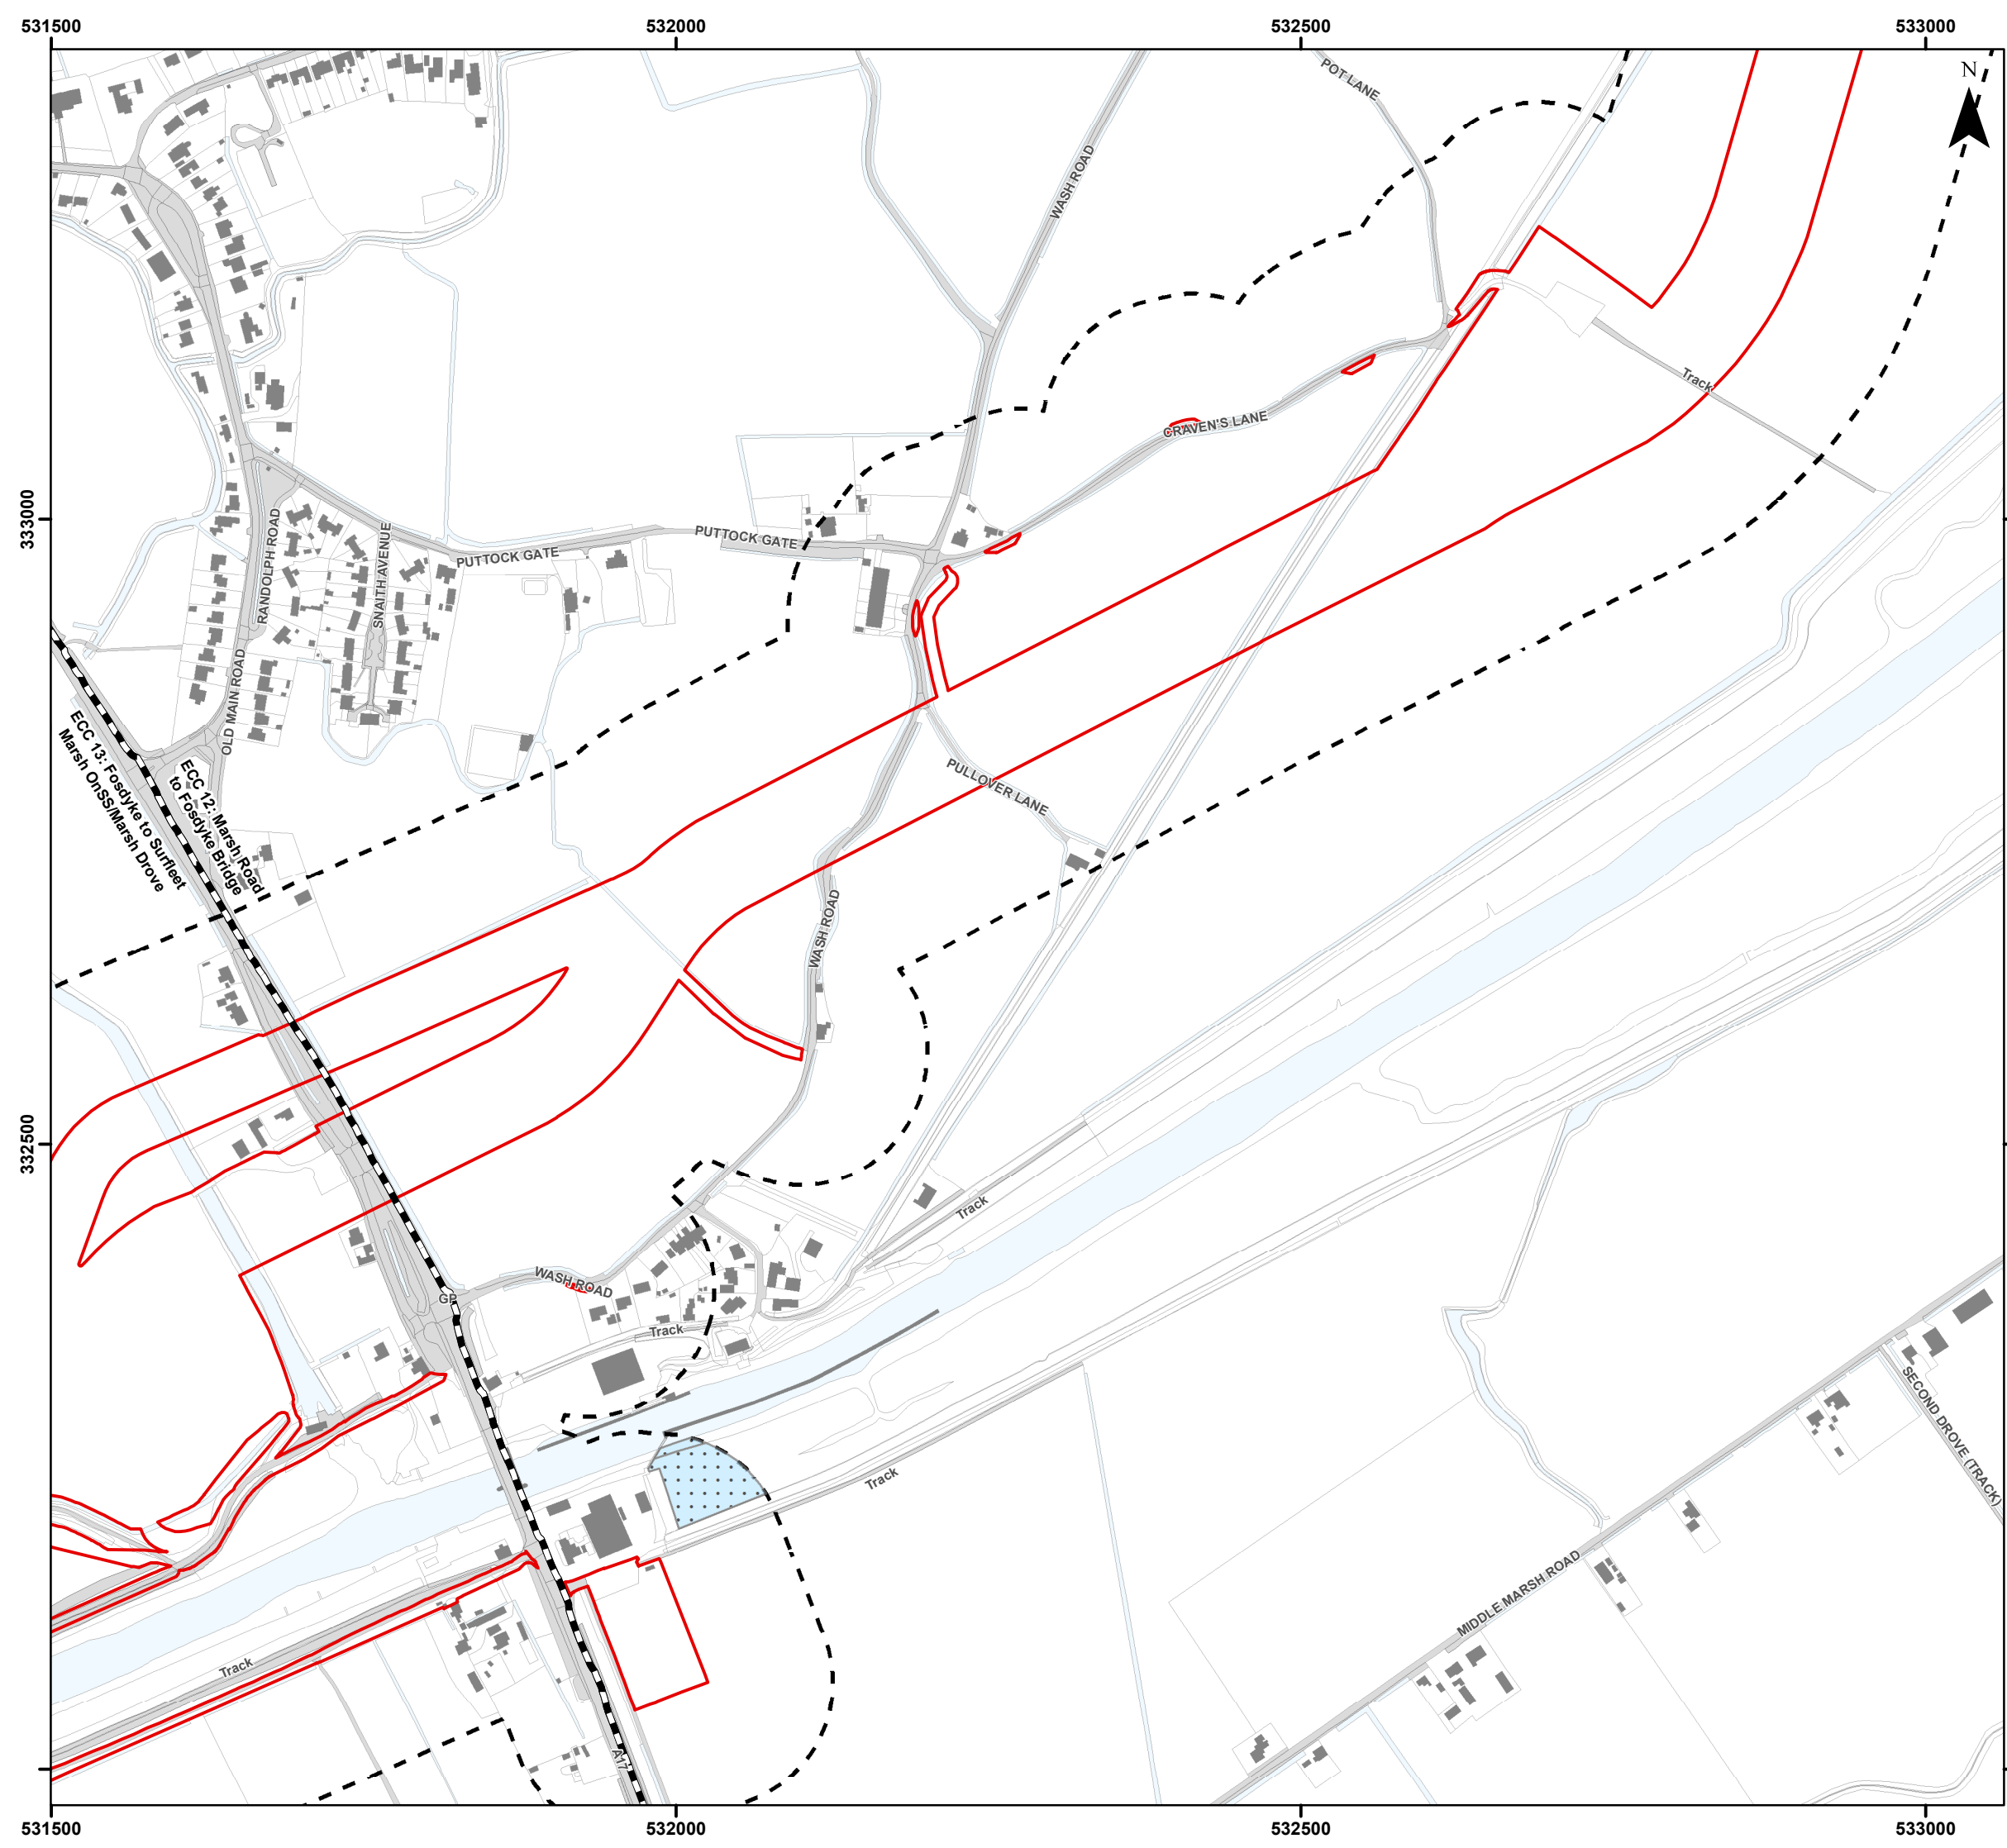 531500
532000
532500
533000
N
POT LANE
WASH ROAD
Track
CRAVEN'S LANE
333000
RANDOLPH ROAD
SNAITH AVENUE
PUTTOCK GATE
PUTTOCK GATE
OLD MAIN ROAD
ECC 13: Fosdyke to Surfleet
Marsh OnSS/Marsh Drove
ECC 12: Marsh Road
to Fosdyke Bridge
PULLOVER LANE
WASH ROAD
332500
Track
WASH ROAD
GP
Track
SECOND DROVE (TRACK)
Track
MIDDLE MARSH ROAD
Track
A17
531500
532000
532500
533000